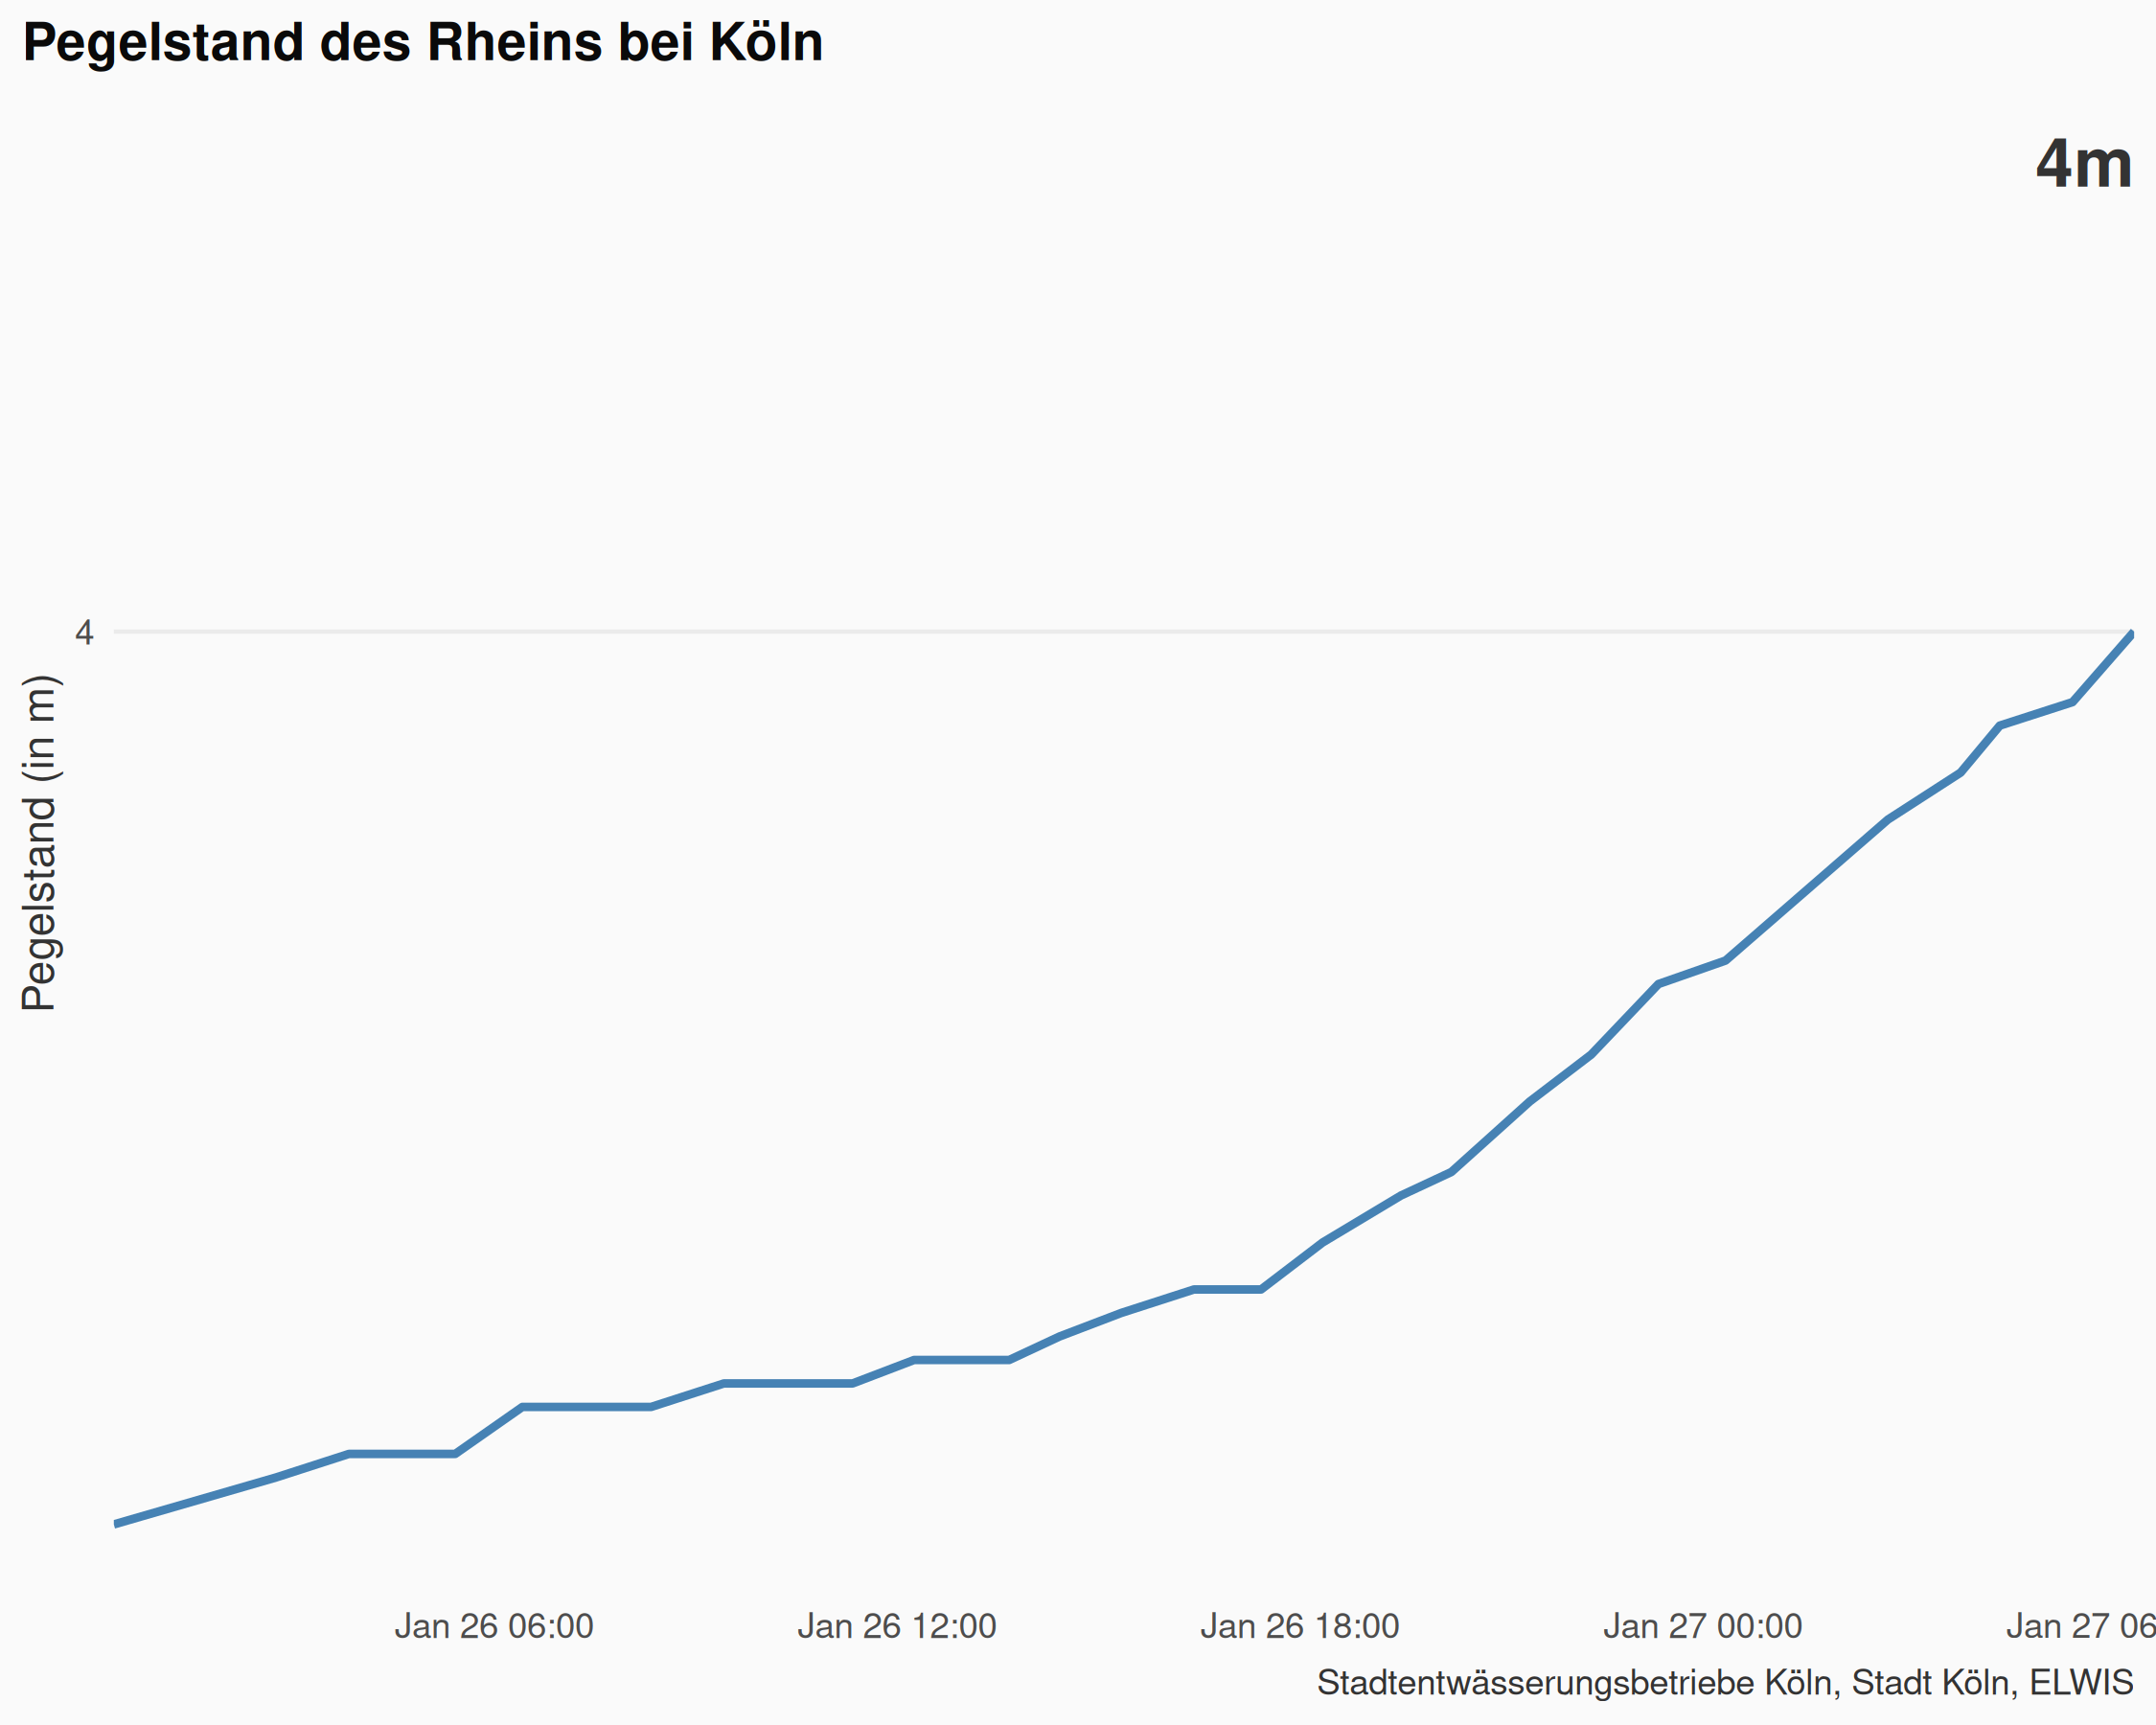 Pegelstand des Rheins bei Köln
4m
4
Pegelstand (in m)
Jan 26 06:00
Jan 26 12:00
Jan 26 18:00
Jan 27 00:00
Jan 27 06
Stadtentwässerungsbetriebe Köln, Stadt Köln, ELWIS